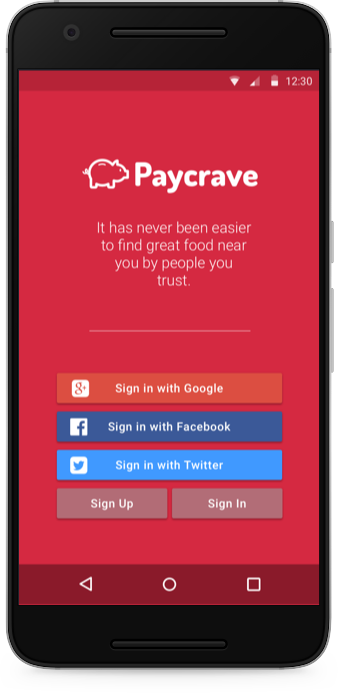 12:30
Paycrave
It has never been easier
to find great food near
you by people you
trust.
Sign in with Google
Sign in with Facebook
Sign in with Twitter
Sign Up
Sign In